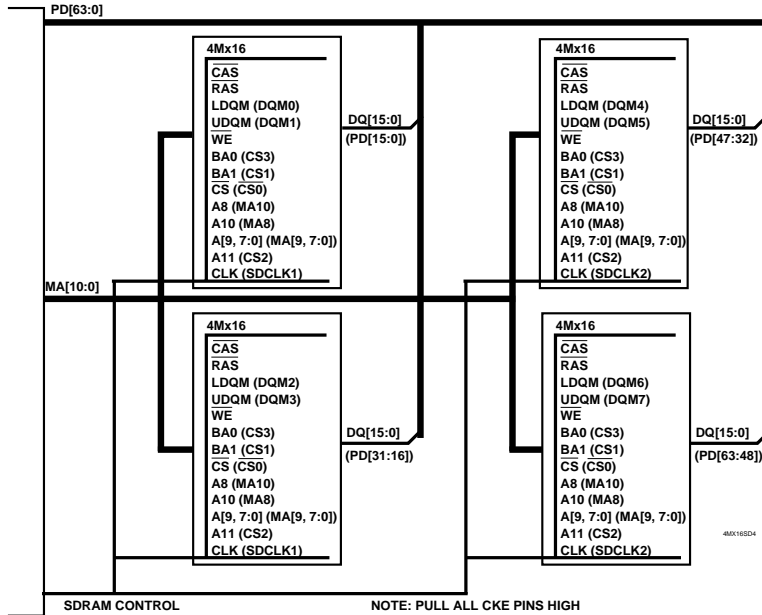 PD[63:0]
4Mx16
CAS
RAS
LDQM (DQM0)
UDQM (DQM1)
WE
BA0 (CS3)
BA1 (CS1)
CS (CS0)
A8 (MA10)
A10 (MA8)
A[9, 7:0] (MA[9, 7:0])
A11 (CS2)
CLK (SDCLK1)
DQ[15:0]
(PD[15:0])
4Mx16
CAS
RAS
LDQM (DQM4)
UDQM (DQM5)
WE
BA0 (CS3)
BA1 (CS1)
CS (CS0)
A8 (MA10)
A10 (MA8)
A[9, 7:0] (MA[9, 7:0])
A11 (CS2)
CLK (SDCLK2)
DQ[15:0]
(PD[47:32])
MA[10:0]
4Mx16
CAS
RAS
LDQM (DQM2)
UDQM (DQM3)
WE
BA0 (CS3)
BA1 (CS1)
CS (CS0)
A8 (MA10)
A10 (MA8)
A[9, 7:0] (MA[9, 7:0])
A11 (CS2)
CLK (SDCLK1)
DQ[15:0]
(PD[31:16])
4Mx16
CAS
RAS
LDQM (DQM6)
UDQM (DQM7)
WE
BA0 (CS3)
BA1 (CS1)
CS (CS0)
A8 (MA10)
A10 (MA8)
A[9, 7:0] (MA[9, 7:0])
A11 (CS2)
CLK (SDCLK2)
DQ[15:0]
(PD[63:48])
4MX16SD4
SDRAM CONTROL
NOTE: PULL ALL CKE PINS HIGH